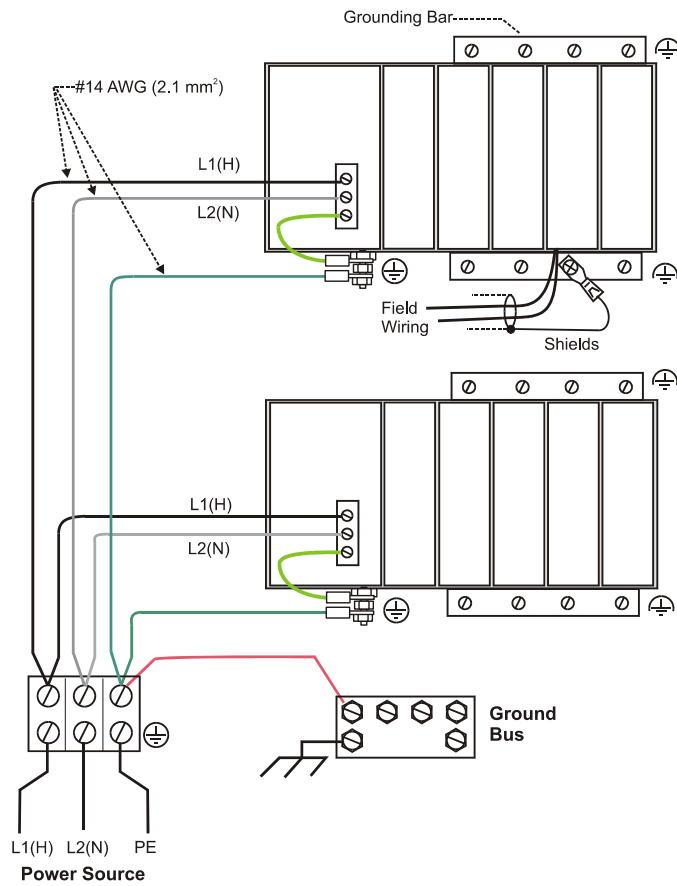 Grounding Bar
#14 AWG (2.1 mm²)
L1(H)
L2(N)
Field
Wiring
Shields
L1(H)
L2(N)
Ground
Bus
L1(H) L2(N) PE
Power Source